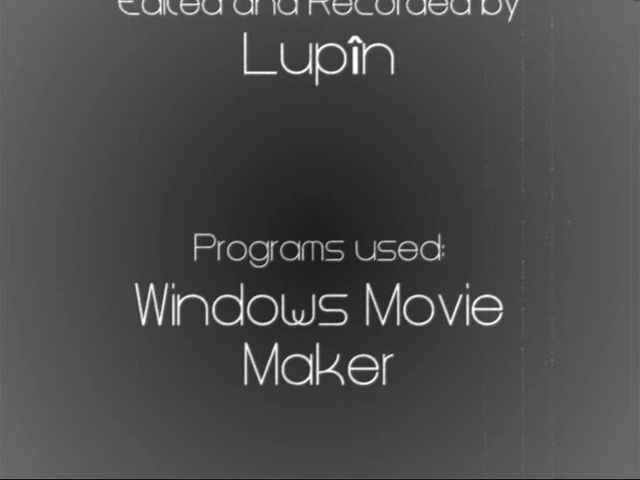 Edited and Recorded by
Lupîn
Programs used:
Windows Movie
Maker